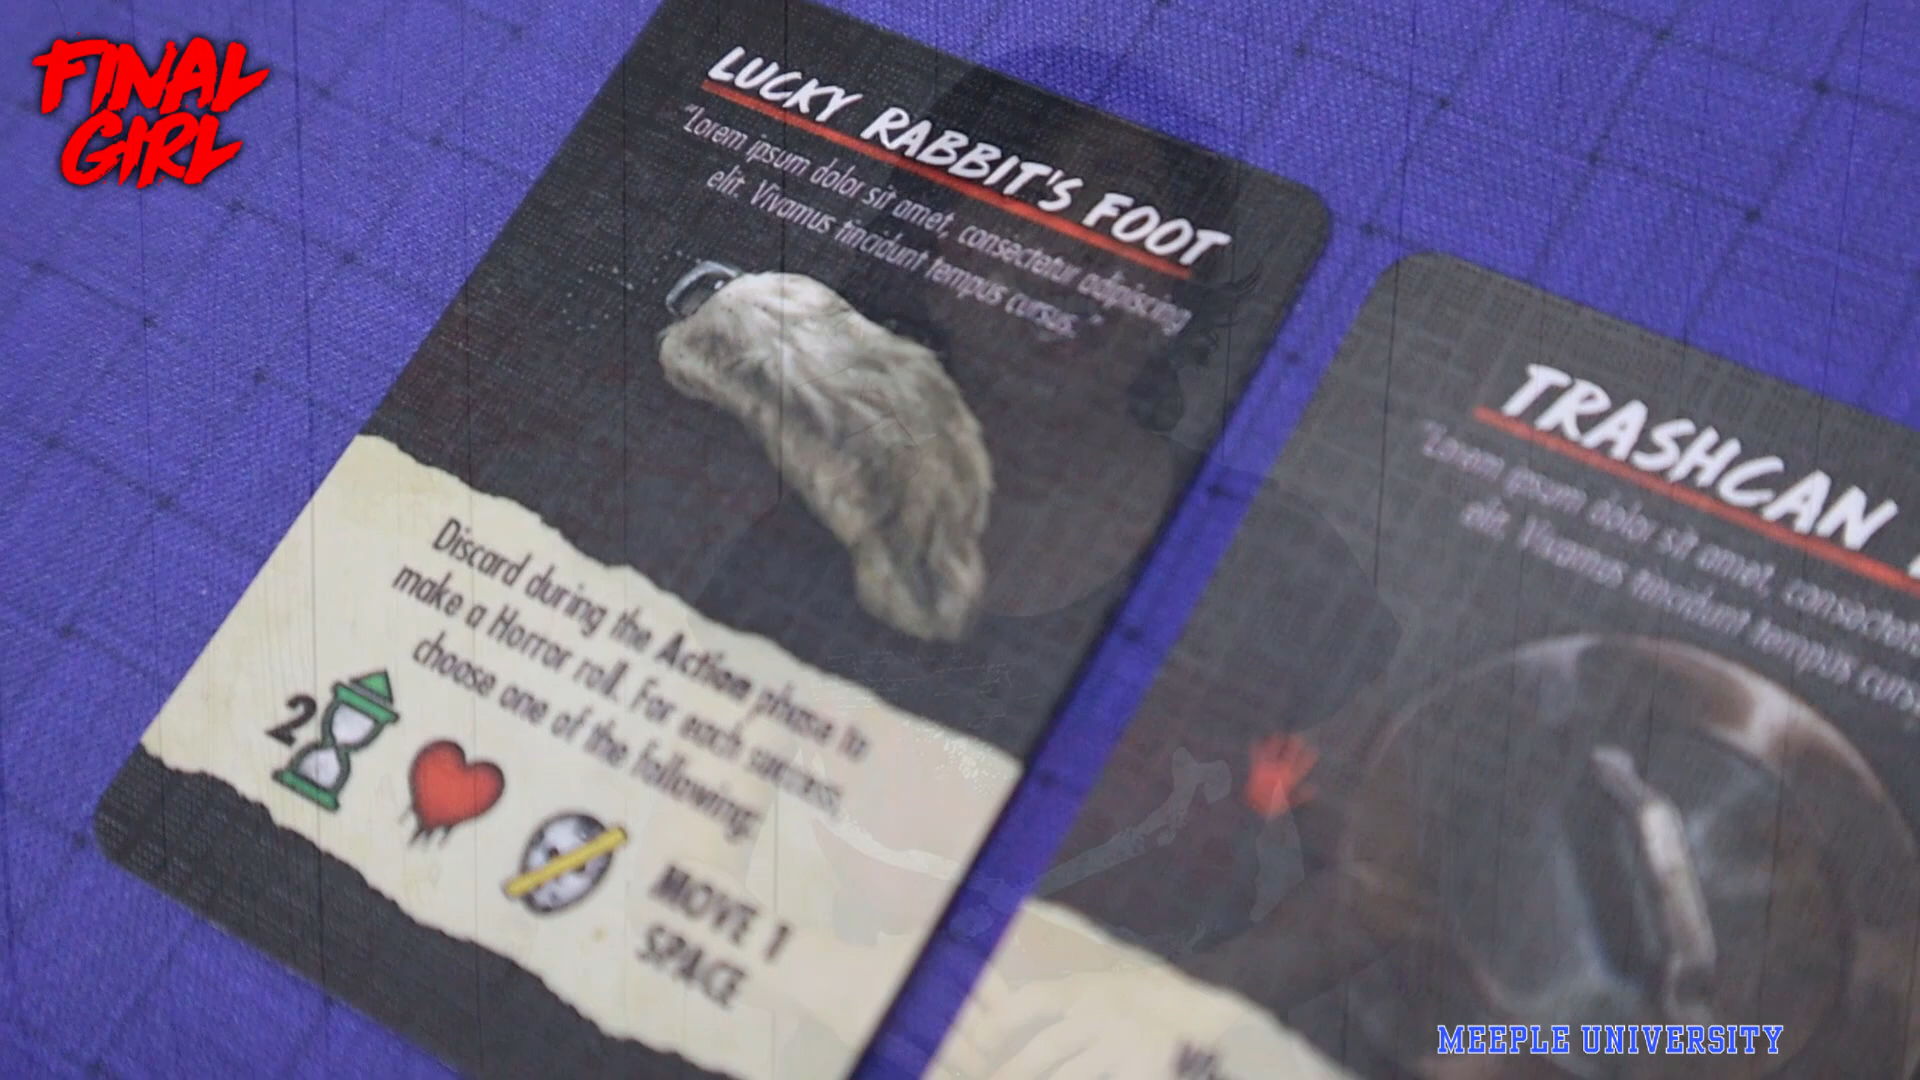 FINAL
GIRL
LUCKY RABBIT'S FOOT
"Lorem ipsum dolor sit amet, consectetur adipiscing
elit. Vivamus tincidunt tempus cursus."
Discard during the Action phase to
make a Horror roll. For each success,
choose one of the following:
2
MOVE 1
SPACE
TRASHCAN
"Lorem ipsum dolor sit amet, consectetu
elit. Vivamus tincidunt tempus cursu
MEEPLE UNIVERSITY